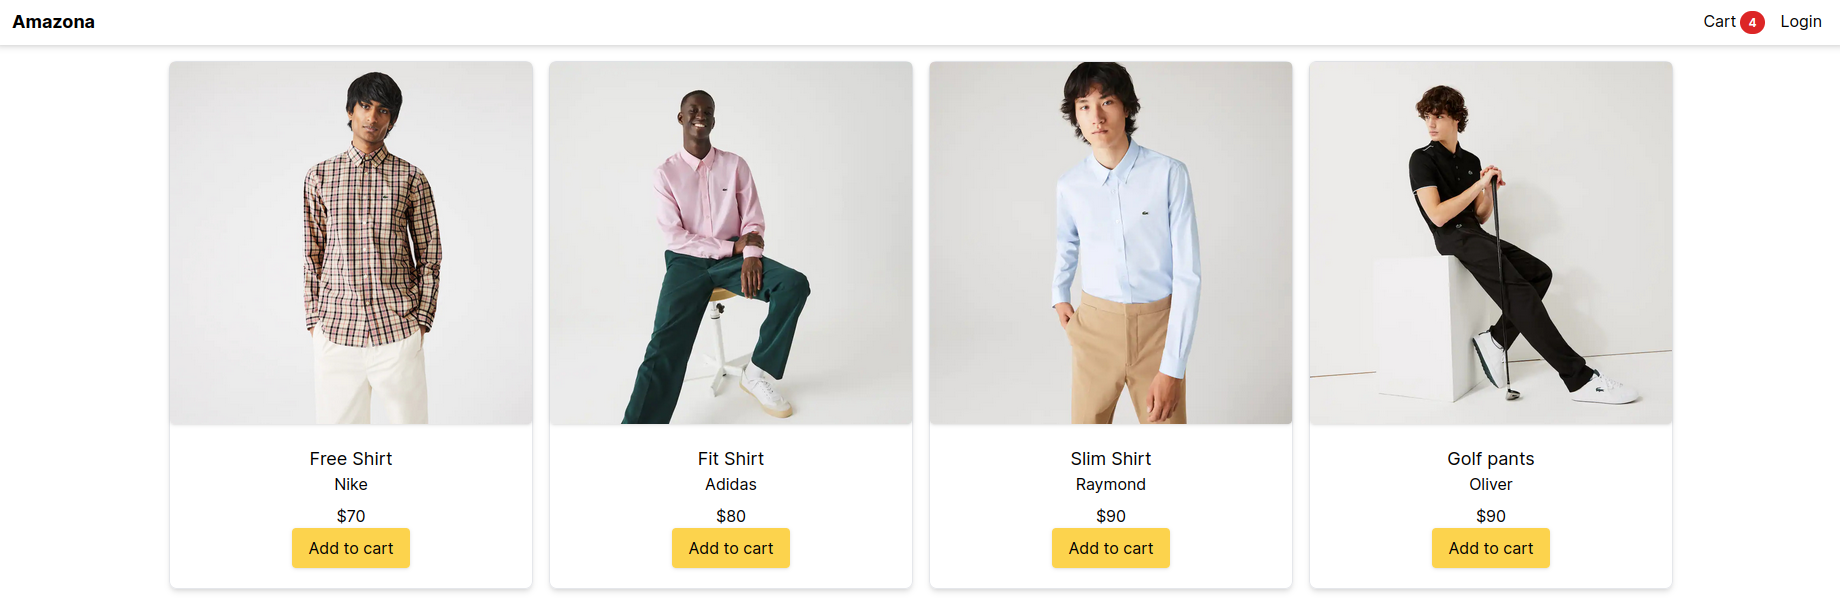 Amazona
Cart 4 Login
Free Shirt
Nike
$70
Add to cart
Fit Shirt
Adidas
$80
Add to cart
Slim Shirt
Raymond
$90
Add to cart
Golf pants
Oliver
$90
Add to cart